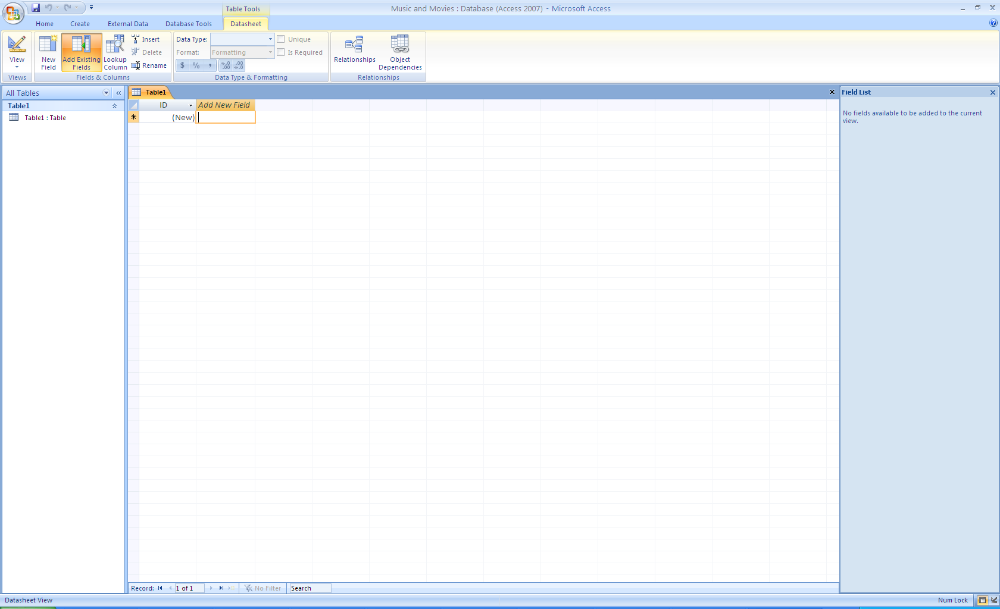 Table Tools
Music and Movies : Database (Access 2007) - Microsoft Access
Home
Create
External Data
Database Tools
Datasheet
View
New Field
Add Existing Fields
Lookup Column
Insert
Delete
Rename
Data Type:
Format:
Formatting
Unique
Is Required
$ % ,
←.0 .00
.00 →.0
Relationships
Object Dependencies
Views
Fields & Columns
Data Type & Formatting
Relationships
All Tables
«
Table1
Table1 : Table
Table1
ID
Add New Field
(New)
Field List
No fields available to be added to the current
view.
Record:
1 of 1
No Filter
Search
Datasheet View
Num Lock